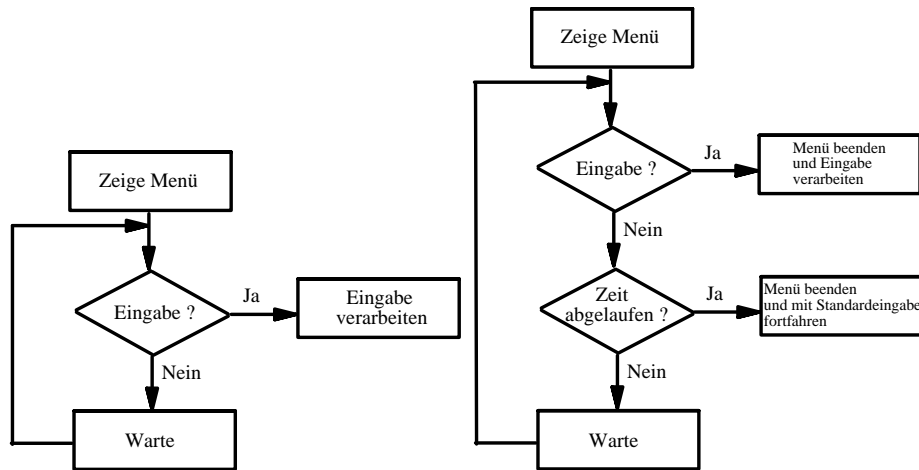 Zeige Menü
Eingabe ?
Ja
Eingabe
verarbeiten
Nein
Warte
Zeige Menü
Eingabe ?
Ja
Menü beenden
und Eingabe
verarbeiten
Nein
Zeit
abgelaufen ?
Ja
Menü beenden
und mit Standardeingabe
fortfahren
Nein
Warte